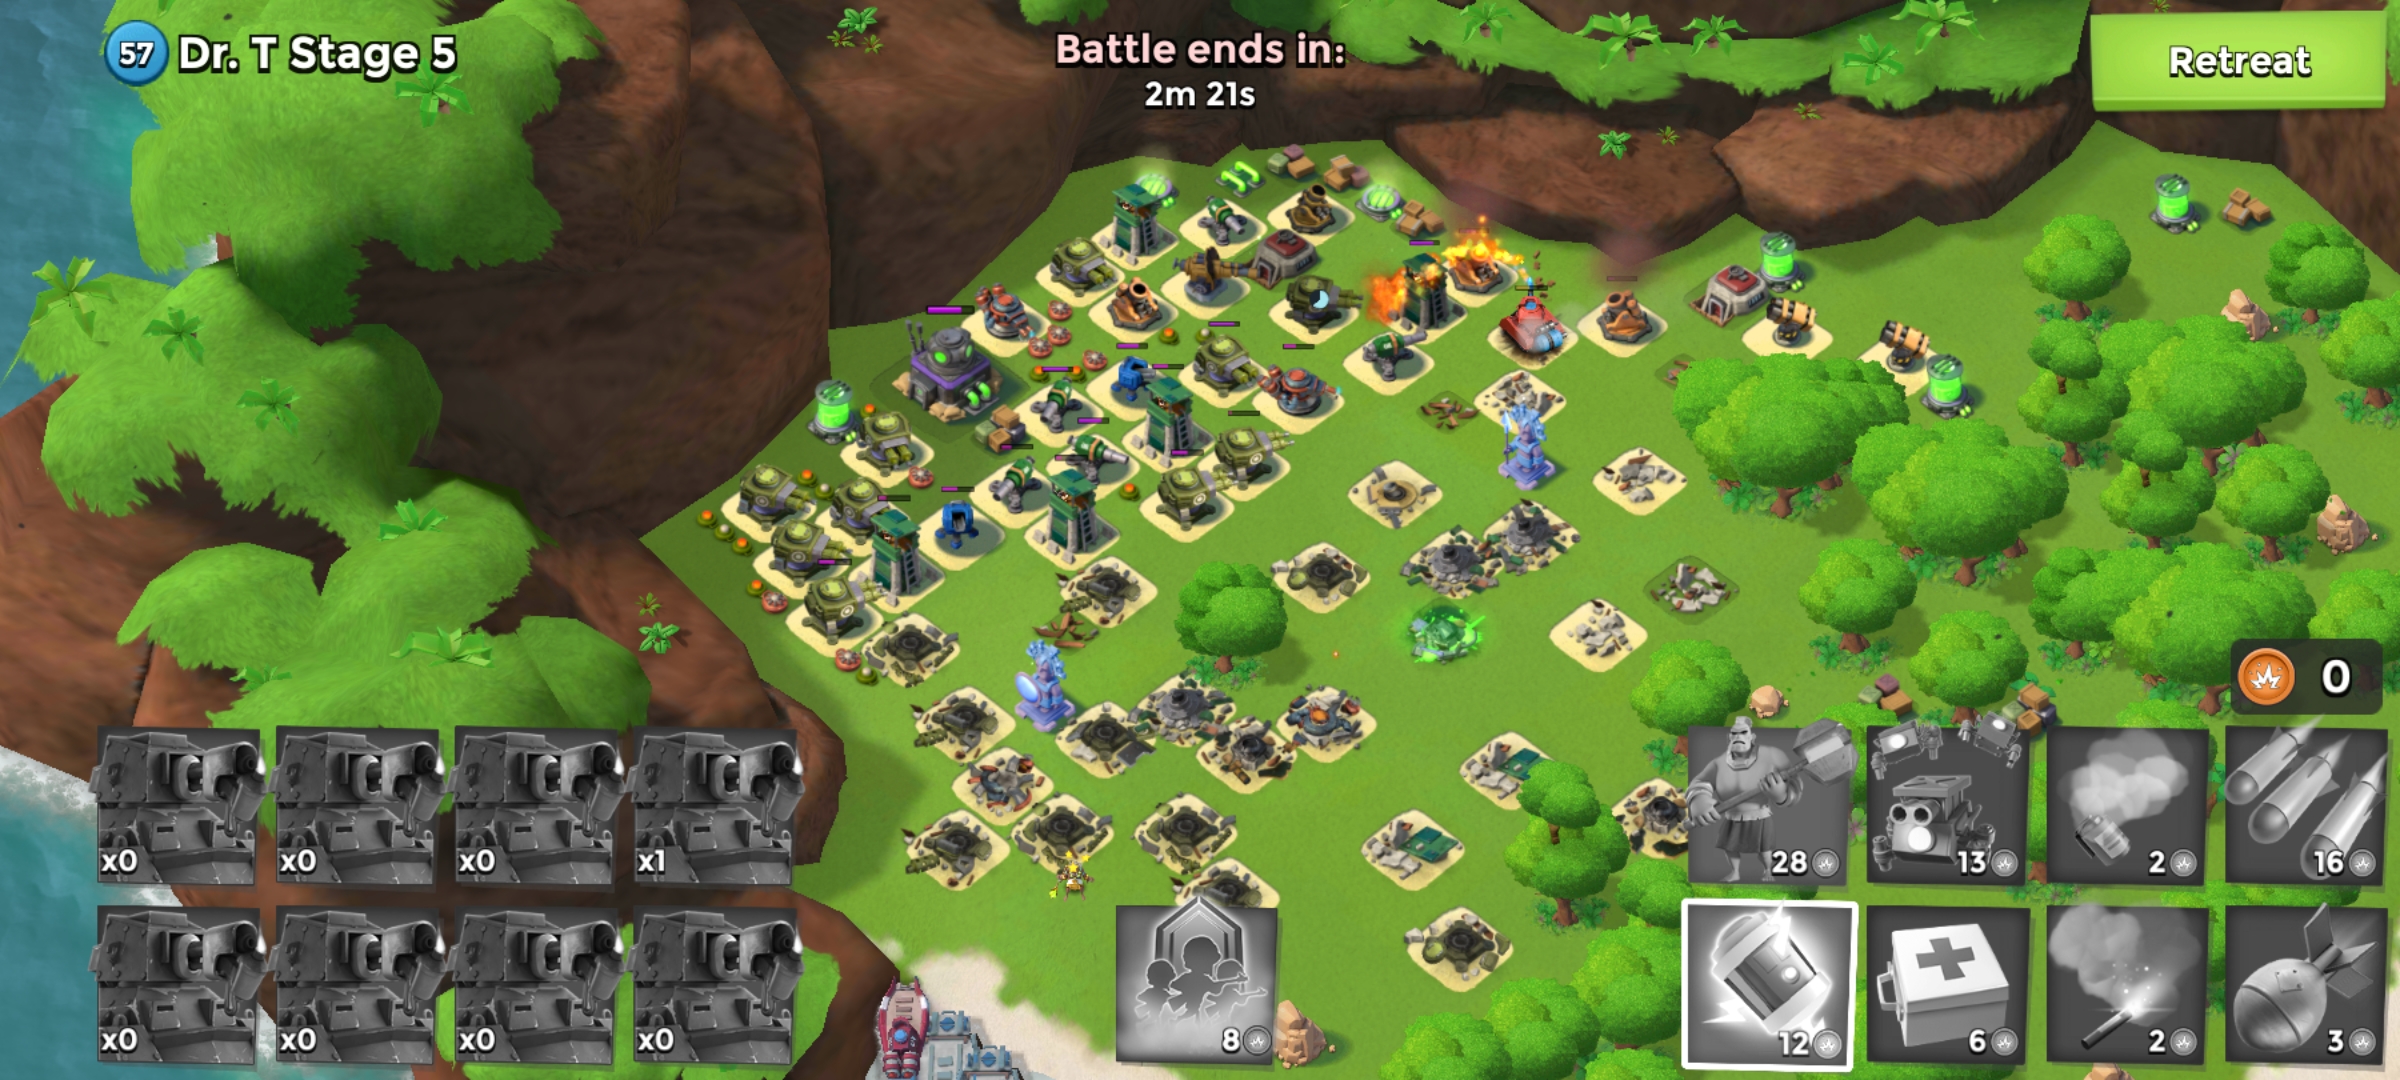 57 Dr. T Stage 5
Battle ends in:
2m 21s
Retreat
0
x0 x0 x0 x1
28 13 2 16
x0 x0 x0 x0
8
12 6 2 3